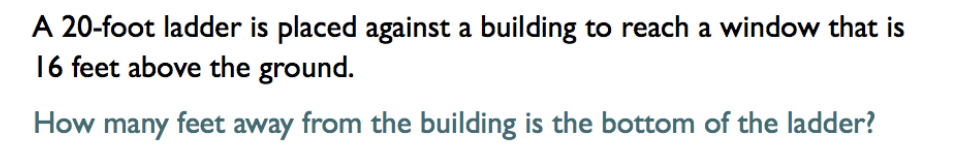 A 20-foot ladder is placed against a building to reach a window that is
16 feet above the ground.
How many feet away from the building is the bottom of the ladder?